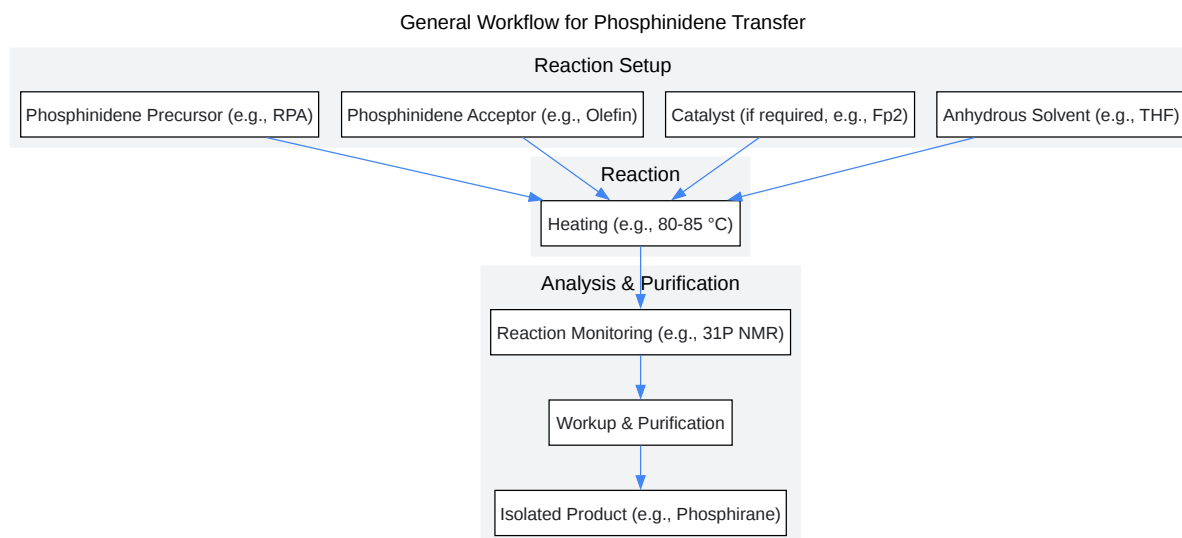 General Workflow for Phosphinidene Transfer
Reaction Setup
Phosphinidene Precursor (e.g., RPA)
Phosphinidene Acceptor (e.g., Olefin)
Catalyst (if required, e.g., Fp2)
Anhydrous Solvent (e.g., THF)
Reaction
Heating (e.g., 80-85 °C)
Analysis & Purification
Reaction Monitoring (e.g., 31P NMR)
Workup & Purification
Isolated Product (e.g., Phosphirane)